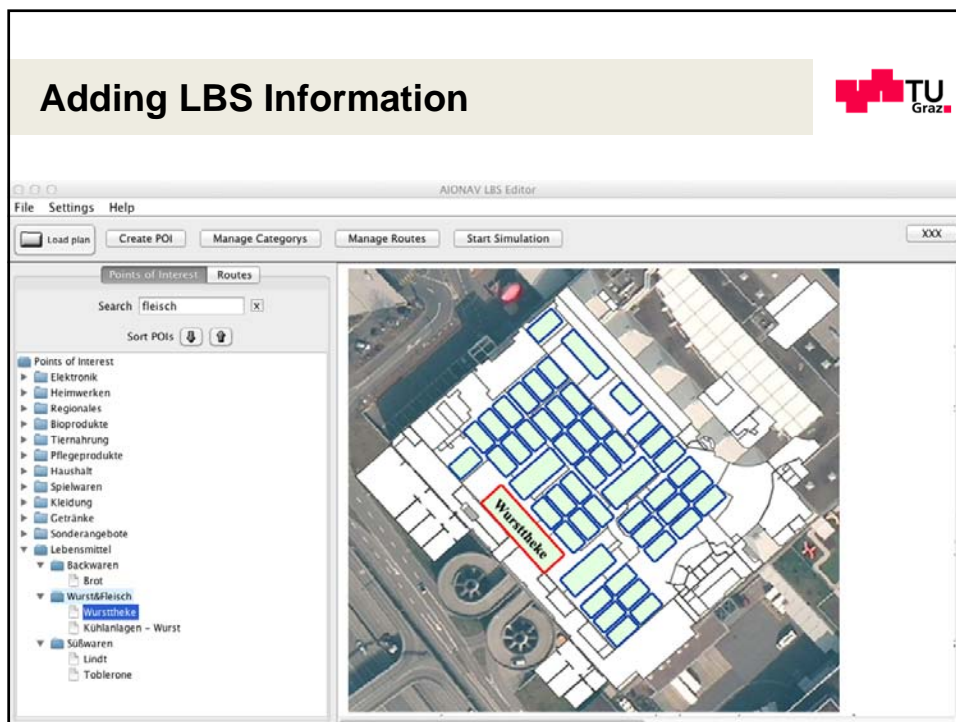 Adding LBS Information
TU
Graz
AIONAV LBS Editor
File Settings Help
Load plan Create POI Manage Categorys Manage Routes Start Simulation XXX
Points of Interest Routes
Search fleisch x
Sort POIs
Points of Interest
Elektronik
Heimwerken
Regionales
Bioprodukte
Tiernahrung
Pflegeprodukte
Haushalt
Spielwaren
Kleidung
Getränke
Sonderangebote
Lebensmittel
Backwaren
Brot
Wurst&Fleisch
Wursttheke
Kühlanlagen - Wurst
Süßwaren
Lindt
Toblerone
Wursttheke